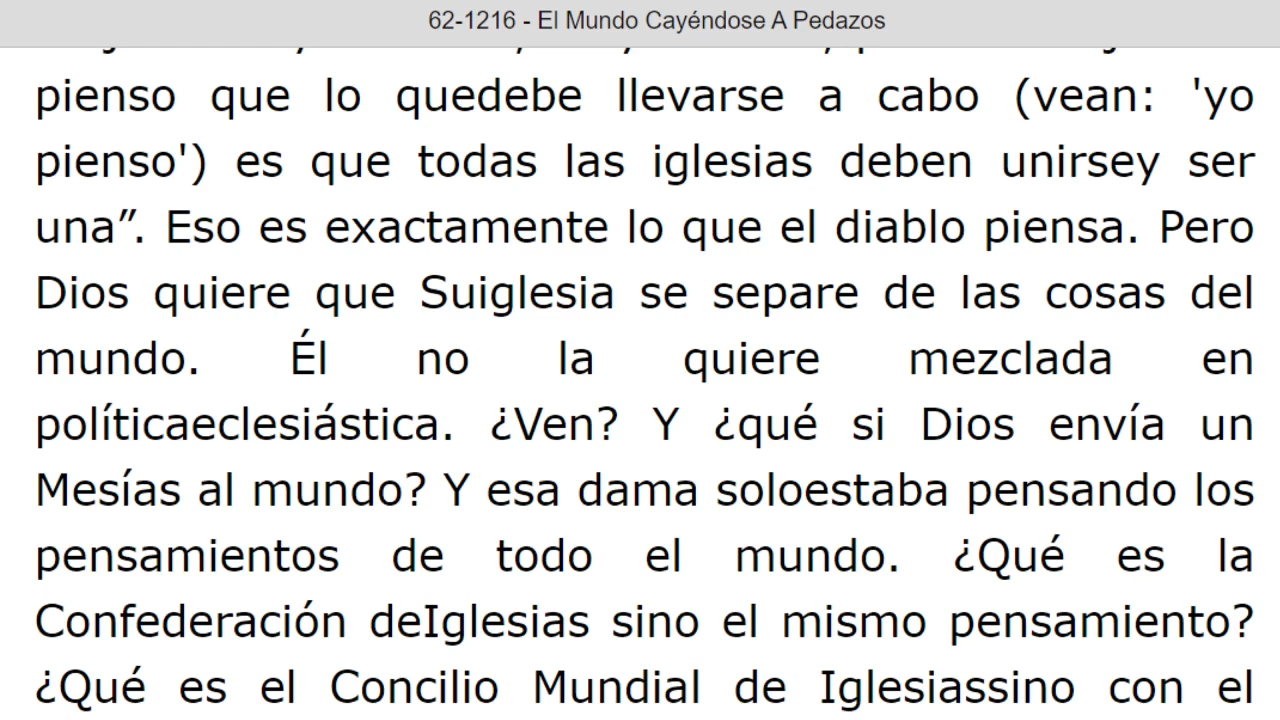 62-1216 - El Mundo Cayéndose A Pedazos
pienso que lo quedebe llevarse a cabo (vean: 'yo
pienso') es que todas las iglesias deben unirsey ser
una”. Eso es exactamente lo que el diablo piensa. Pero
Dios quiere que Suiglesia se separe de las cosas del
mundo. Él no la quiere mezclada en
políticaeclesiástica. ¿Ven? Y ¿qué si Dios envía un
Mesías al mundo? Y esa dama soloestaba pensando los
pensamientos de todo el mundo. ¿Qué es la
Confederación deIglesias sino el mismo pensamiento?
¿Qué es el Concilio Mundial de Iglesiassino con el